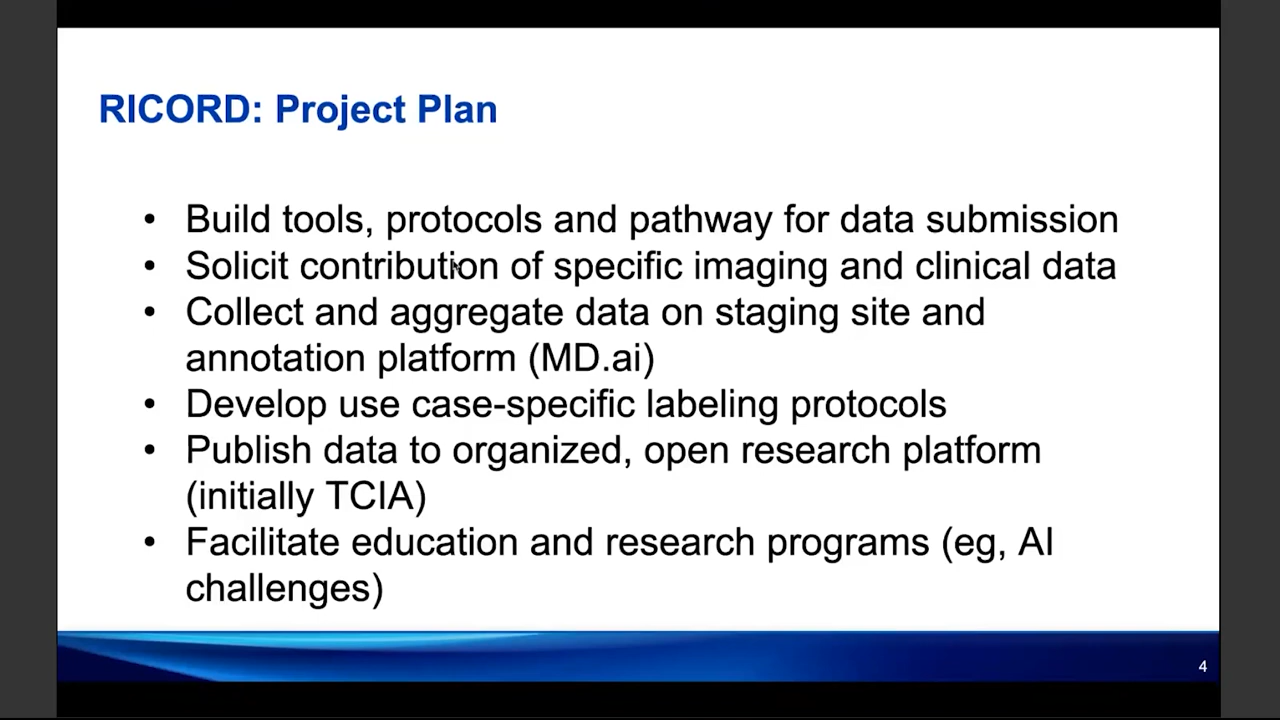 RICORD: Project Plan
• Build tools, protocols and pathway for data submission
• Solicit contribution of specific imaging and clinical data
• Collect and aggregate data on staging site and
annotation platform (MD.ai)
• Develop use case-specific labeling protocols
• Publish data to organized, open research platform
(initially TCIA)
• Facilitate education and research programs (eg, AI
challenges)
4